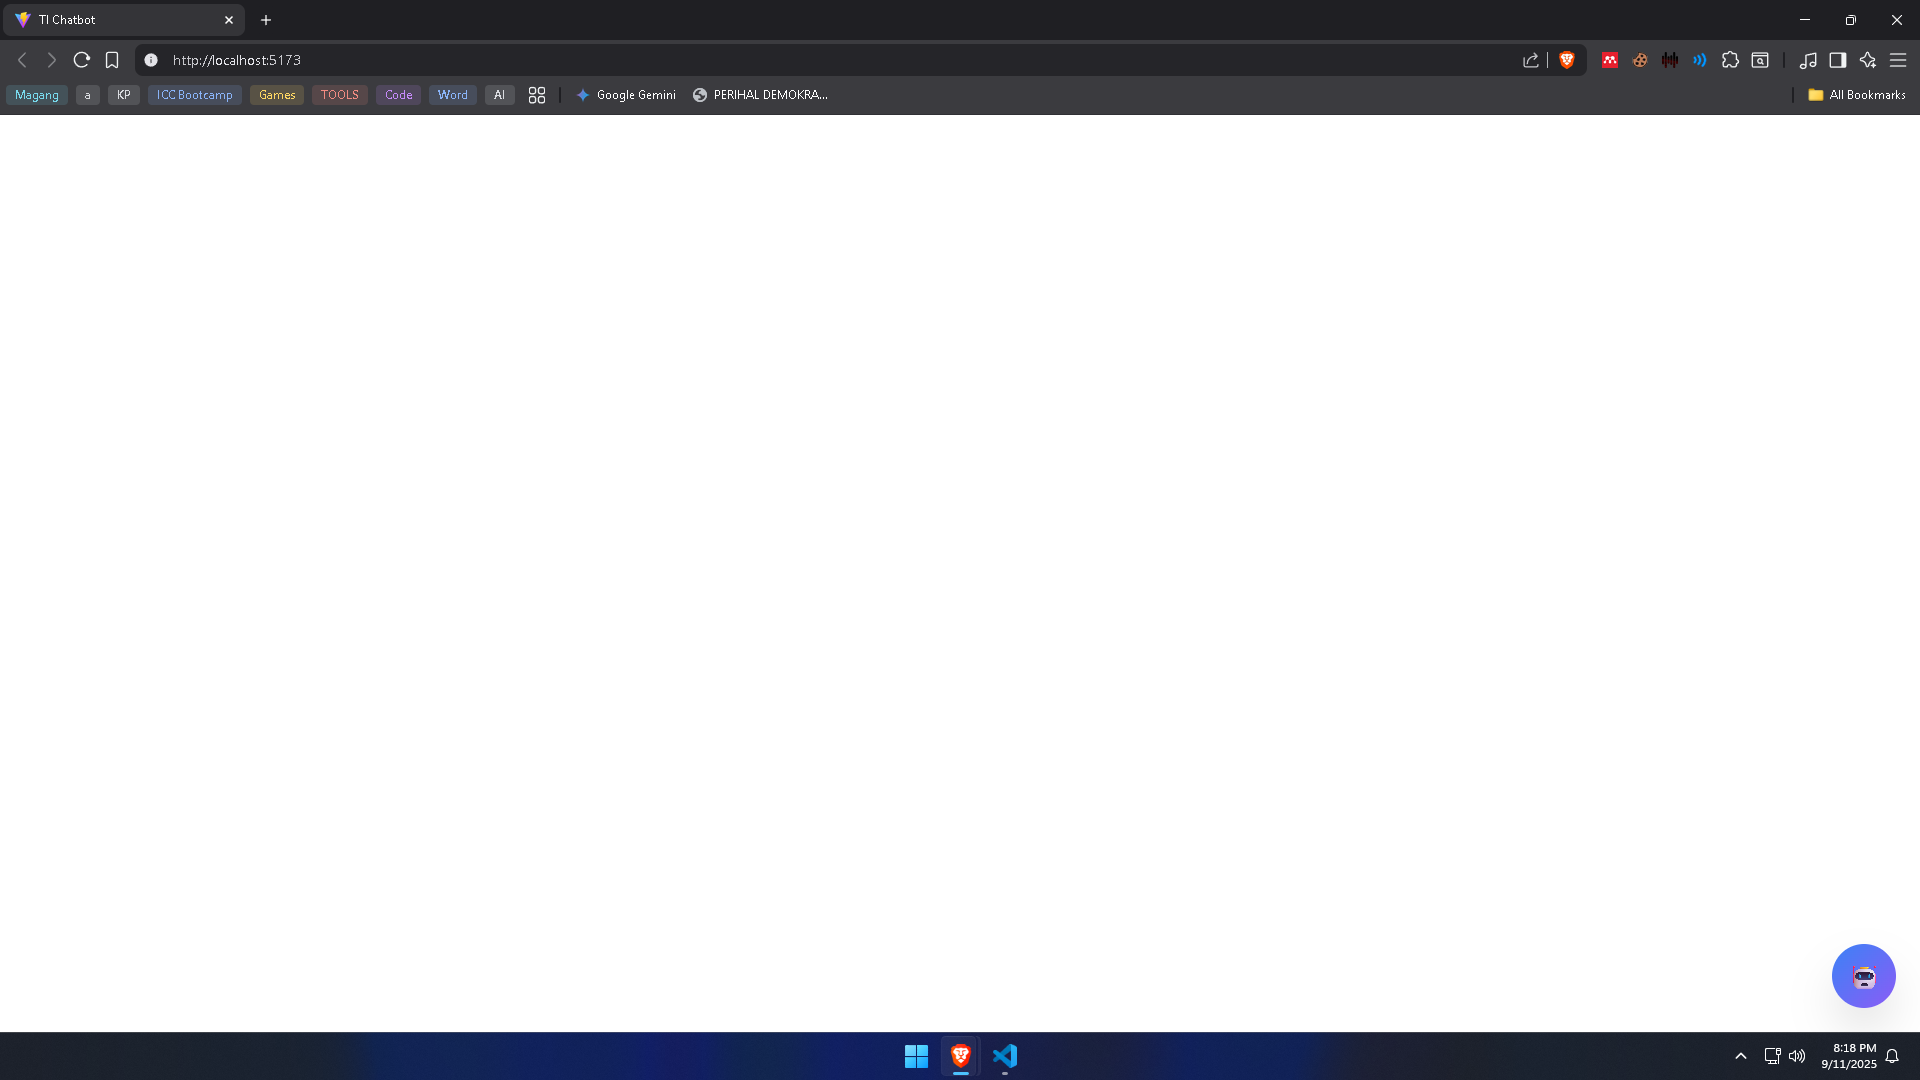 TI Chatbot
http://localhost:5173
Magang a KP ICC Bootcamp Games TOOLS Code Word AI Google Gemini PERIHAL DEMOKRA... All Bookmarks
8:18 PM
9/11/2025